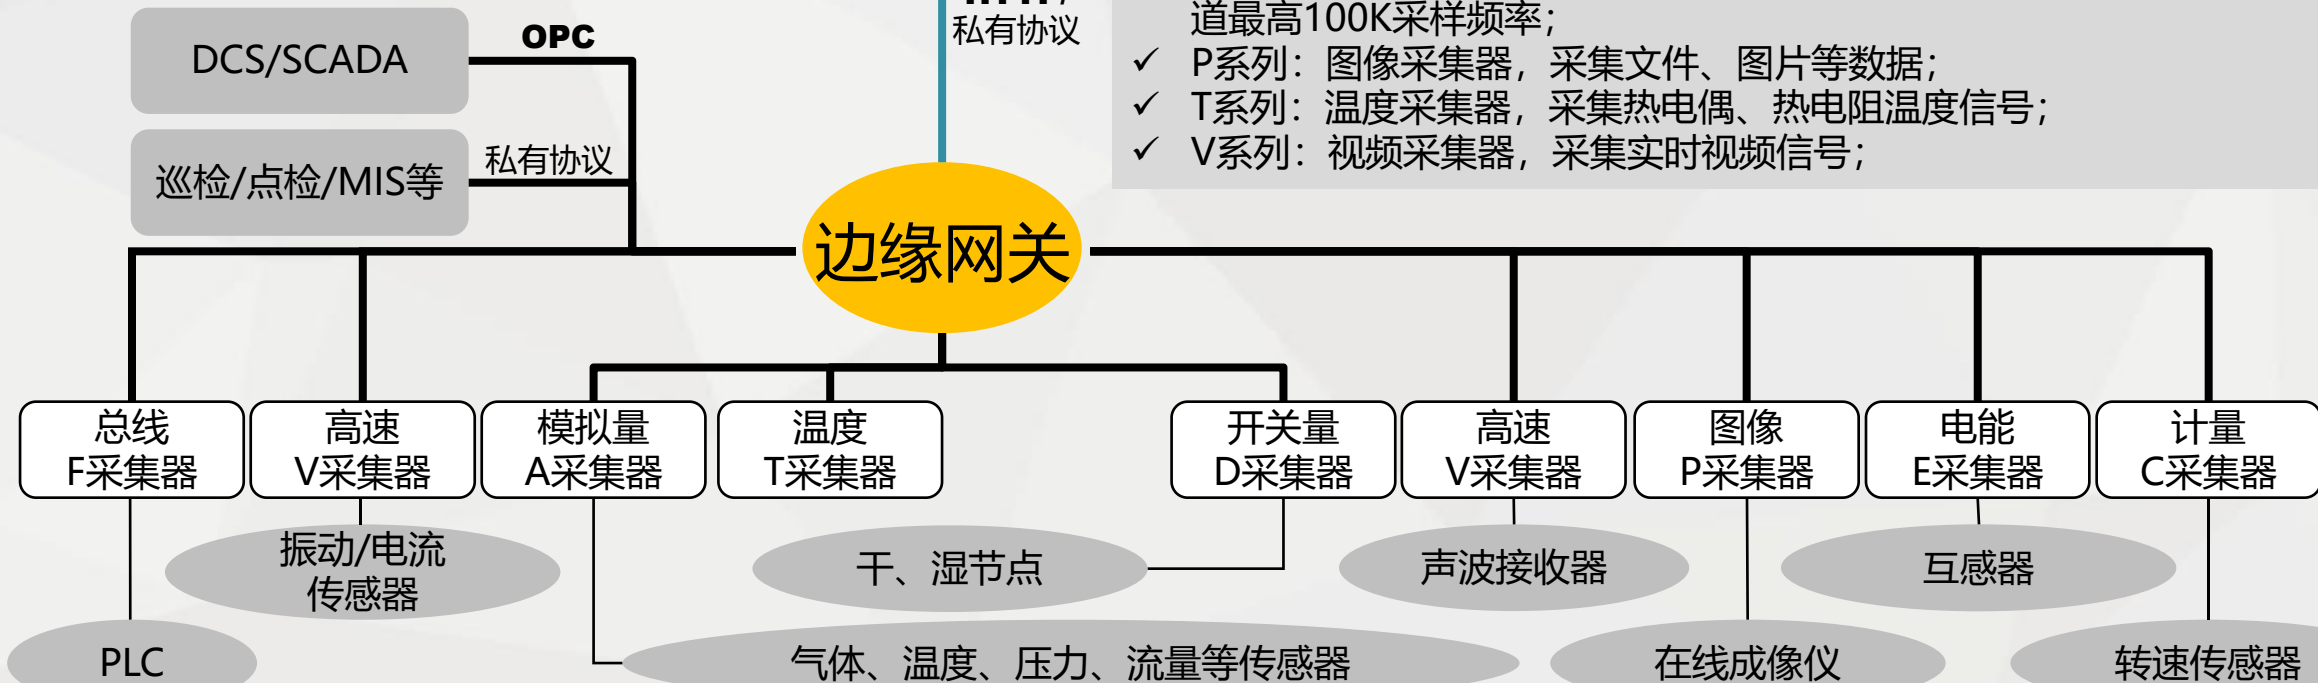 私有协议
道最高100K采样频率；
✓ P系列：图像采集器，采集文件、图片等数据；
✓ T系列：温度采集器，采集热电偶、热电阻温度信号；
✓ V系列：视频采集器，采集实时视频信号；
DCS/SCADA
OPC
巡检/点检/MIS等
私有协议
边缘网关
总线
F采集器
高速
V采集器
模拟量
A采集器
温度
T采集器
开关量
D采集器
高速
V采集器
图像
P采集器
电能
E采集器
计量
C采集器
振动/电流
传感器
干、湿节点
声波接收器
互感器
PLC
气体、温度、压力、流量等传感器
在线成像仪
转速传感器